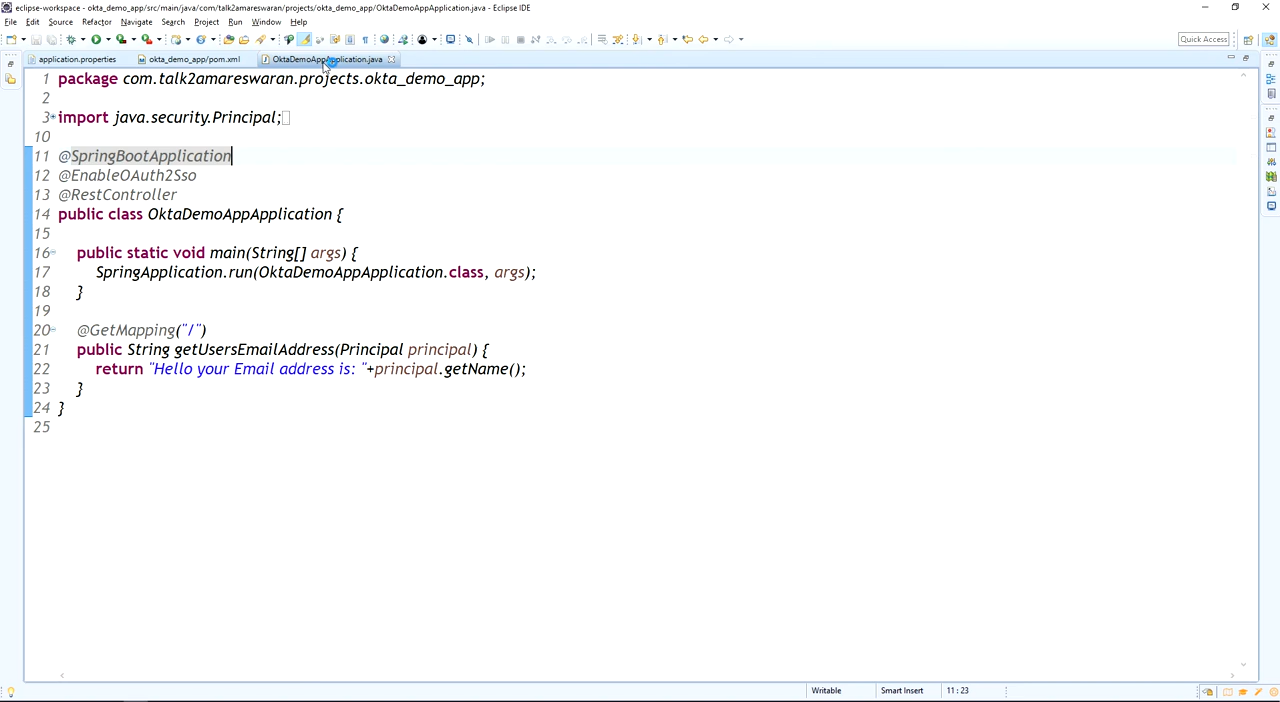 eclipse-workspace - okta_demo_app/src/main/java/com/talk2amareswaran/projects/okta_demo_app/OktaDemoAppApplication.java - Eclipse IDE
File Edit Source Refactor Navigate Search Project Run Window Help
Quick Access
application.properties okta_demo_app/pom.xml OktaDemoAppApplication.java
1 package com.talk2amareswaran.projects.okta_demo_app;
2
3 import java.security.Principal;
10
11 @SpringBootApplication
12 @EnableOAuth2Sso
13 @RestController
14 public class OktaDemoAppApplication {
15
16 public static void main(String[] args) {
17 SpringApplication.run(OktaDemoAppApplication.class, args);
18 }
19
20 @GetMapping("/")
21 public String getUsersEmailAddress(Principal principal) {
22 return "Hello your Email address is: "+principal.getName();
23 }
24 }
25
Writable Smart Insert 11 : 23